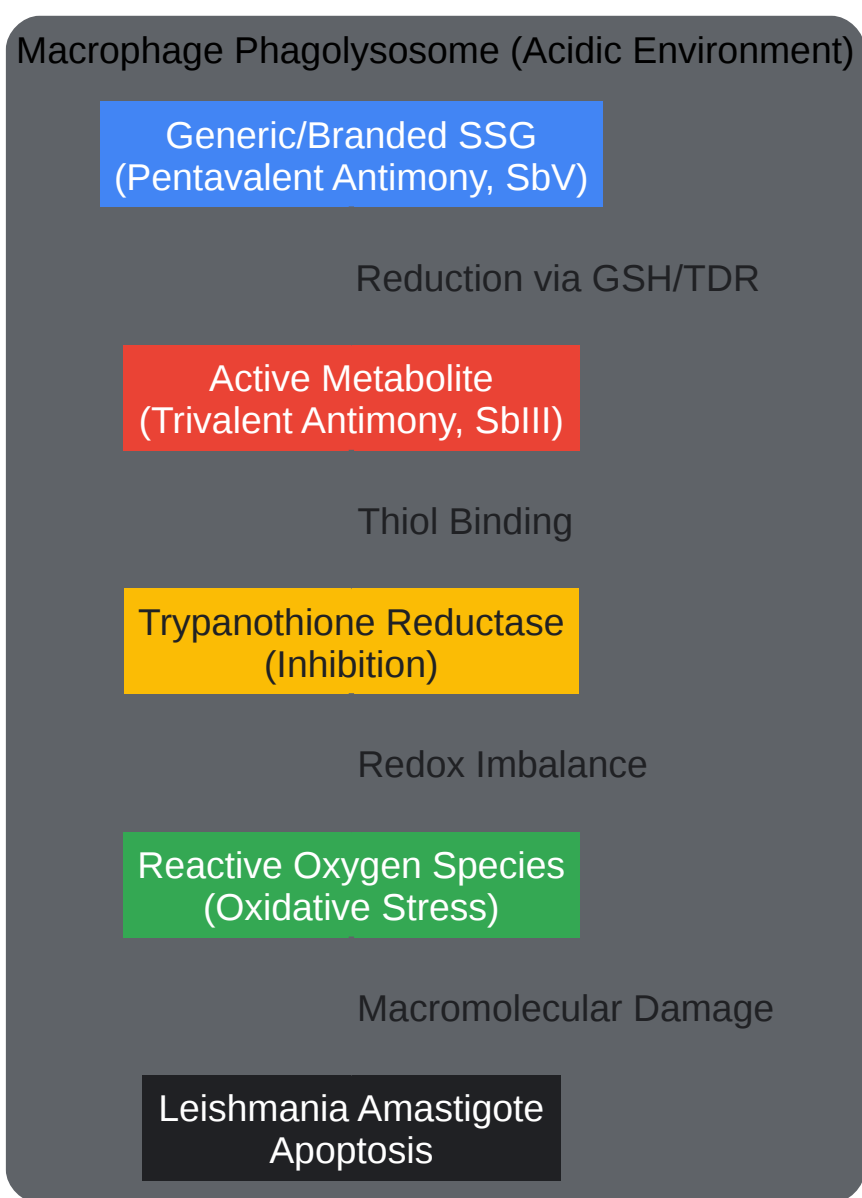 Macrophage Phagolysosome (Acidic Environment)
Generic/Branded SSG
(Pentavalent Antimony, SbV)
Reduction via GSH/TDR
Active Metabolite
(Trivalent Antimony, SbIII)
Thiol Binding
Trypanothione Reductase
(Inhibition)
Redox Imbalance
Reactive Oxygen Species
(Oxidative Stress)
Macromolecular Damage
Leishmania Amastigote
Apoptosis